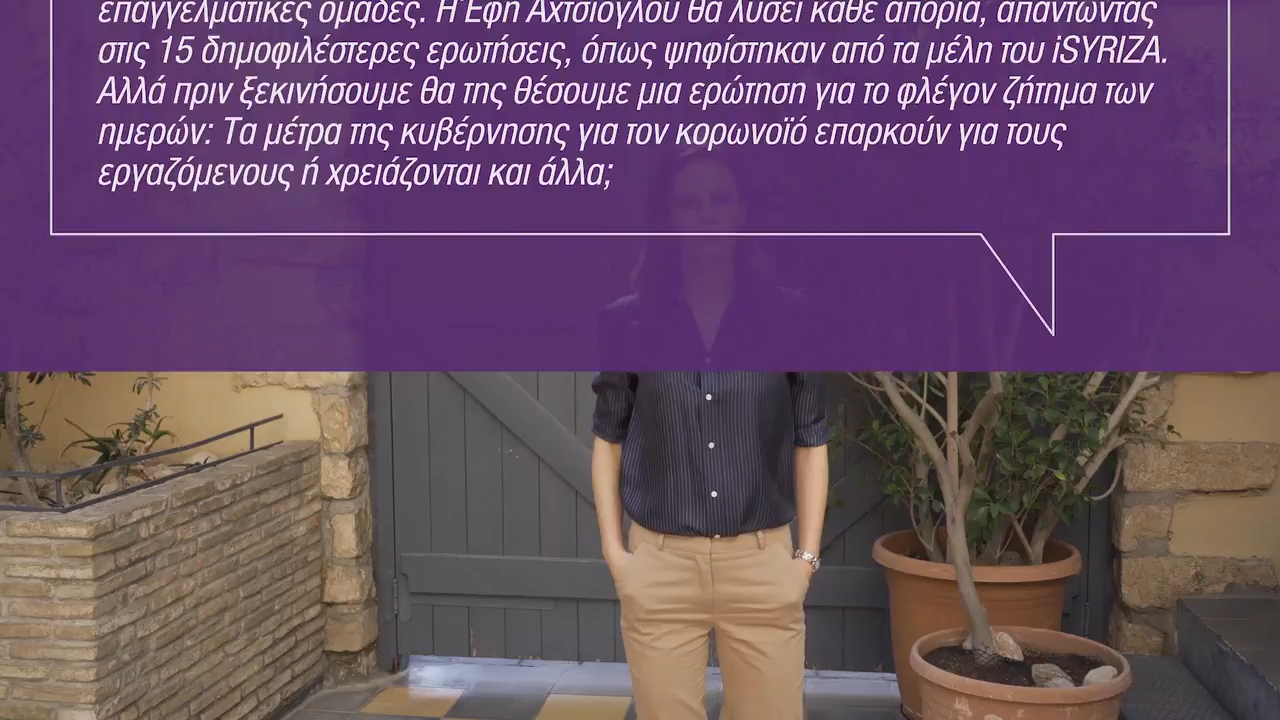 επαγγελματικές ομάδες. Η Έφη Αχτσιόγλου θα λύσει κάθε απορία, απαντώντας
στις 15 δημοφιλέστερες ερωτήσεις, όπως ψηφίστηκαν από τα μέλη του iSYRIZA.
Αλλά πριν ξεκινήσουμε θα της θέσουμε μια ερώτηση για το φλέγον ζήτημα των
ημερών: Τα μέτρα της κυβέρνησης για τον κορωνοϊό επαρκούν για τους
εργαζόμενους ή χρειάζονται και άλλα;